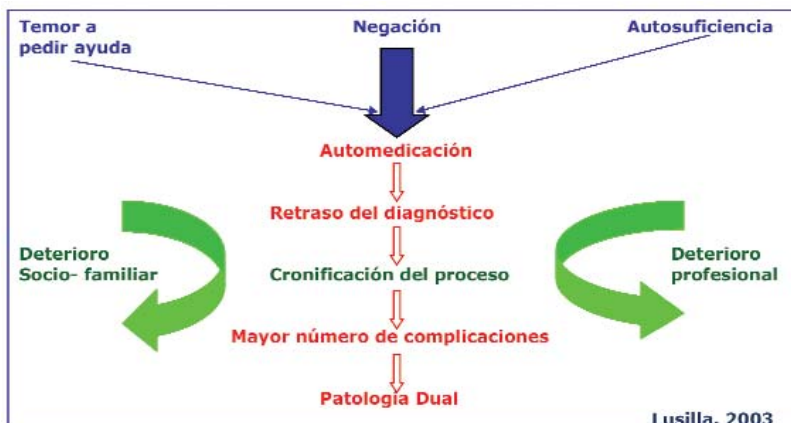 Temor a
pedir ayuda
Negación
Autosuficiencia
Automedicación
Retraso del diagnóstico
Deterioro
Socio- familiar
Cronificación del proceso
Deterioro
profesional
Mayor número de complicaciones
Patología Dual
Lusilla, 2003